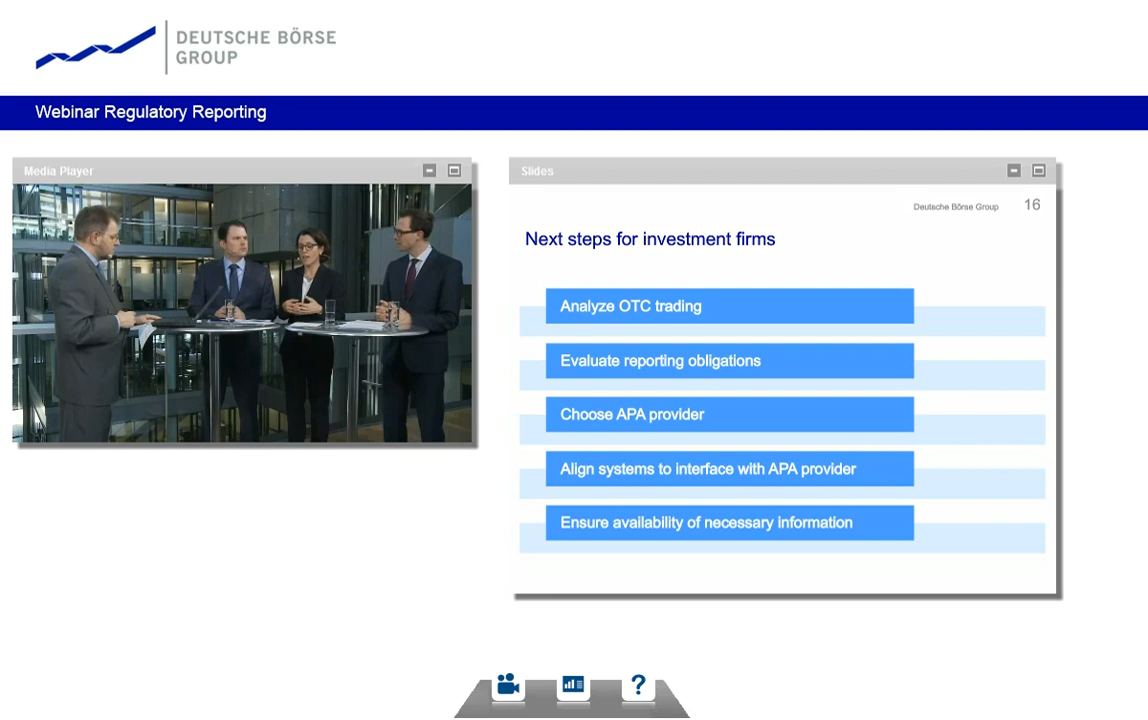 DEUTSCHE BÖRSE
GROUP
Webinar Regulatory Reporting
Media Player
Slides
Deutsche Börse Group 16
Next steps for investment firms
Analyze OTC trading
Evaluate reporting obligations
Choose APA provider
Align systems to interface with APA provider
Ensure availability of necessary information
?